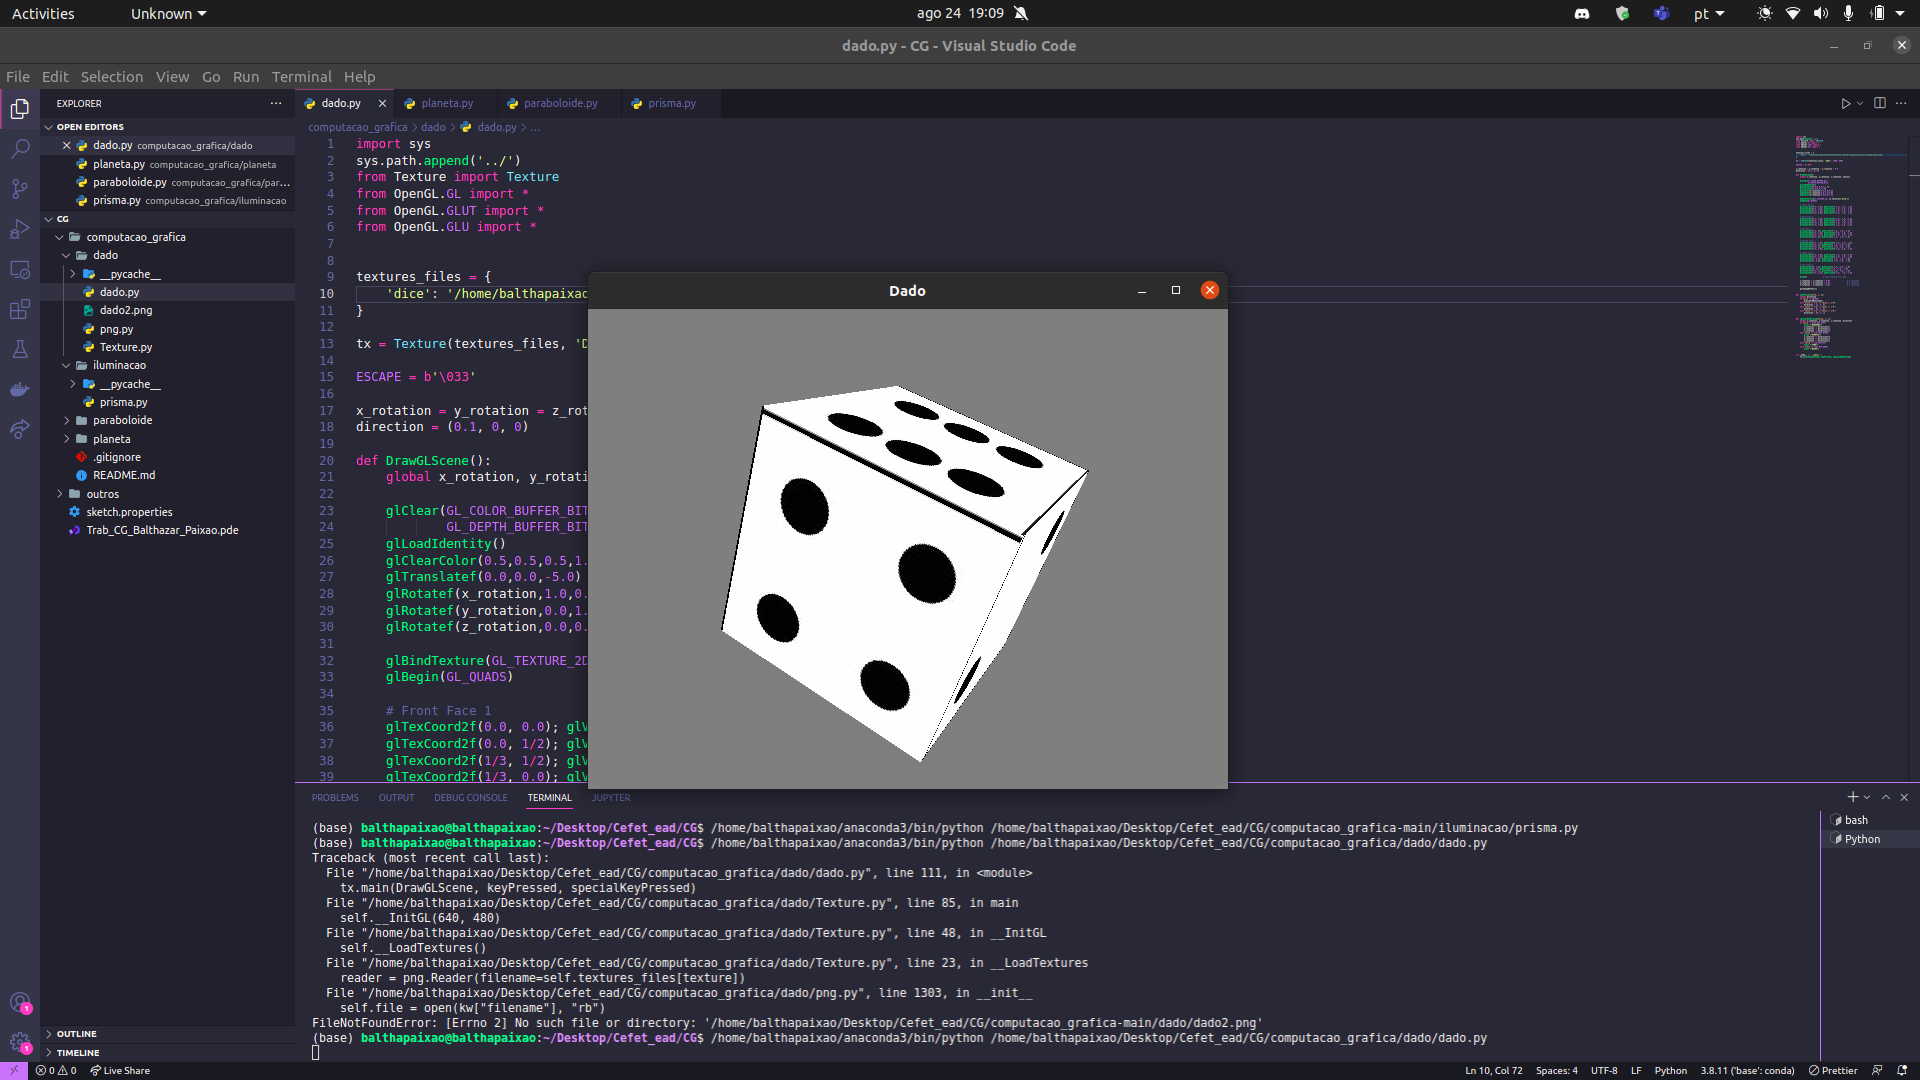 Activities
Unknown
ago 24 19:09
pt
dado.py - CG - Visual Studio Code
File Edit Selection View Go Run Terminal Help
EXPLORER
OPEN EDITORS
dado.py computacao_grafica/dado
planeta.py computacao_grafica/planeta
paraboloide.py computacao_grafica/par...
prisma.py computacao_grafica/iluminacao
CG
computacao_grafica
dado
__pycache__
dado.py
dado2.png
png.py
Texture.py
iluminacao
__pycache__
prisma.py
paraboloide
planeta
.gitignore
README.md
outros
sketch.properties
Trab_CG_Balthazar_Paixao.pde
OUTLINE
TIMELINE
dado.py planeta.py paraboloide.py prisma.py
computacao_grafica > dado > dado.py > ...
1 import sys
2 sys.path.append('../')
3 from Texture import Texture
4 from OpenGL.GL import *
5 from OpenGL.GLUT import *
6 from OpenGL.GLU import *
7
8
9 textures_files = {
10 'dice': '/home/balthapaixao
11 }
12
13 tx = Texture(textures_files, 'D
14
15 ESCAPE = b'\033'
16
17 x_rotation = y_rotation = z_rot
18 direction = (0.1, 0, 0)
19
20 def DrawGLScene():
21 global x_rotation, y_rotati
22
23 glClear(GL_COLOR_BUFFER_BIT
24 GL_DEPTH_BUFFER_BIT
25 glLoadIdentity()
26 glClearColor(0.5,0.5,0.5,1.
27 glTranslatef(0.0,0.0,-5.0)
28 glRotatef(x_rotation,1.0,0.
29 glRotatef(y_rotation,0.0,1.
30 glRotatef(z_rotation,0.0,0.
31
32 glBindTexture(GL_TEXTURE_2D
33 glBegin(GL_QUADS)
34
35 # Front Face 1
36 glTexCoord2f(0.0, 0.0); glV
37 glTexCoord2f(0.0, 1/2); glV
38 glTexCoord2f(1/3, 1/2); glV
39 glTexCoord2f(1/3, 0.0); glV
Dado
PROBLEMS OUTPUT DEBUG CONSOLE TERMINAL JUPYTER
(base) balthapaixao@balthapaixao:~/Desktop/Cefet_ead/CG$ /home/balthapaixao/anaconda3/bin/python /home/balthapaixao/Desktop/Cefet_ead/CG/computacao_grafica-main/iluminacao/prisma.py
(base) balthapaixao@balthapaixao:~/Desktop/Cefet_ead/CG$ /home/balthapaixao/anaconda3/bin/python /home/balthapaixao/Desktop/Cefet_ead/CG/computacao_grafica/dado/dado.py
Traceback (most recent call last):
File "/home/balthapaixao/Desktop/Cefet_ead/CG/computacao_grafica/dado/dado.py", line 111, in <module>
tx.main(DrawGLScene, keyPressed, specialKeyPressed)
File "/home/balthapaixao/Desktop/Cefet_ead/CG/computacao_grafica/dado/Texture.py", line 85, in main
self.__InitGL(640, 480)
File "/home/balthapaixao/Desktop/Cefet_ead/CG/computacao_grafica/dado/Texture.py", line 48, in __InitGL
self.__LoadTextures()
File "/home/balthapaixao/Desktop/Cefet_ead/CG/computacao_grafica/dado/Texture.py", line 23, in __LoadTextures
reader = png.Reader(filename=self.textures_files[texture])
File "/home/balthapaixao/Desktop/Cefet_ead/CG/computacao_grafica/dado/png.py", line 1303, in __init__
self.file = open(kw["filename"], "rb")
FileNotFoundError: [Errno 2] No such file or directory: '/home/balthapaixao/Desktop/Cefet_ead/CG/computacao_grafica-main/dado/dado2.png'
(base) balthapaixao@balthapaixao:~/Desktop/Cefet_ead/CG$ /home/balthapaixao/anaconda3/bin/python /home/balthapaixao/Desktop/Cefet_ead/CG/computacao_grafica/dado/dado.py
bash
Python
1
1
0 0 Live Share
Ln 10, Col 72 Spaces: 4 UTF-8 LF Python 3.8.11 ('base': conda) Prettier